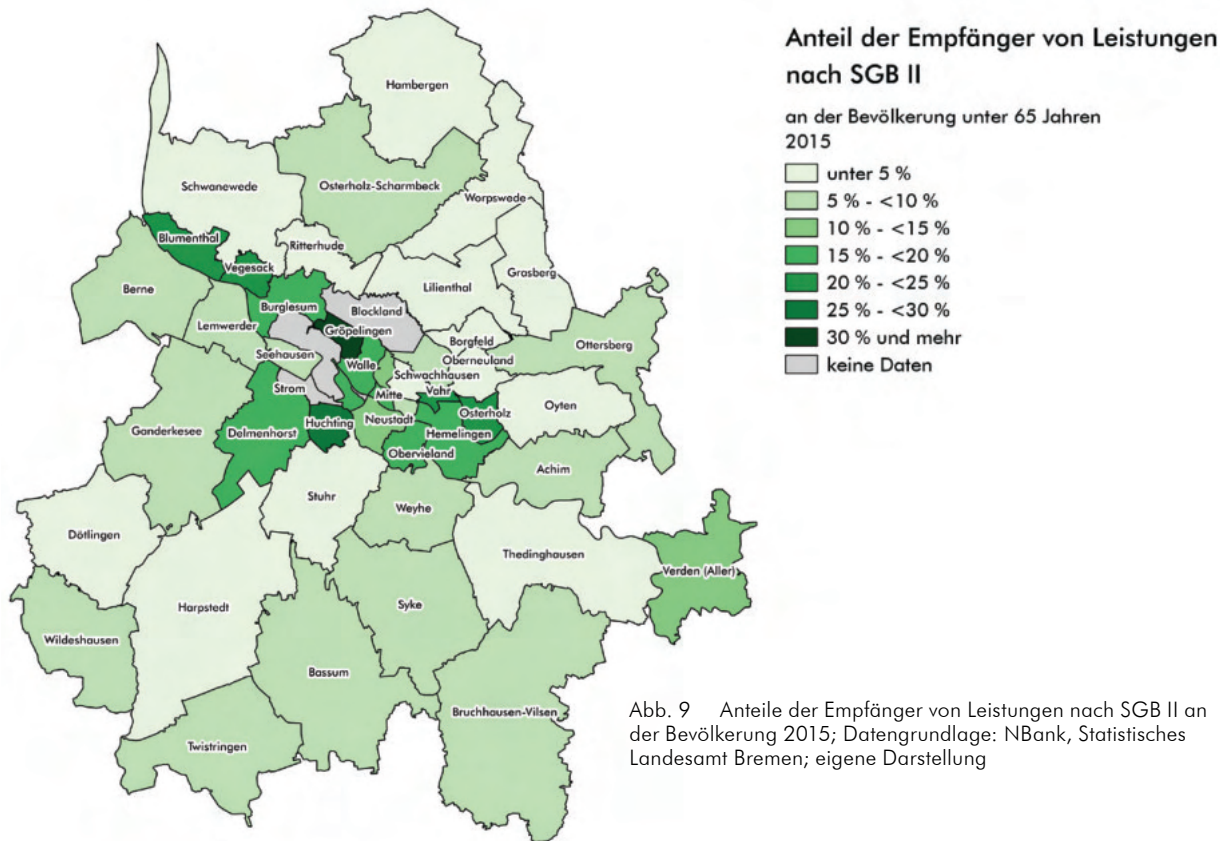 Anteil der Empfänger von Leistungen
nach SGB II
an der Bevölkerung unter 65 Jahren
2015
unter 5 %
5 % - <10 %
10 % - <15 %
15 % - <20 %
20 % - <25 %
25 % - <30 %
30 % und mehr
keine Daten
Hambergen
Schwanewede
Osterholz-Scharmbeck
Worpswede
Blumenthal
Ritterhude
Vegesack
Grasberg
Berne
Lilienthal
Burglesum
Blockland
Lemwerder
Gröpelingen
Borgfeld
Ottersberg
Seehausen
Oberneuland
Walle
Schwachhausen
Strom
Mitte
Vahr
Oyten
Huchting
Neustadt
Osterholz
Ganderkesee
Delmenhorst
Hemelingen
Obervieland
Achim
Stuhr
Weyhe
Dötlingen
Thedinghausen
Verden (Aller)
Harpstedt
Syke
Wildeshausen
Bassum
Bruchhausen-Vilsen
Twistringen
Abb. 9 Anteile der Empfänger von Leistungen nach SGB II an
der Bevölkerung 2015; Datengrundlage: NBank, Statistisches
Landesamt Bremen; eigene Darstellung